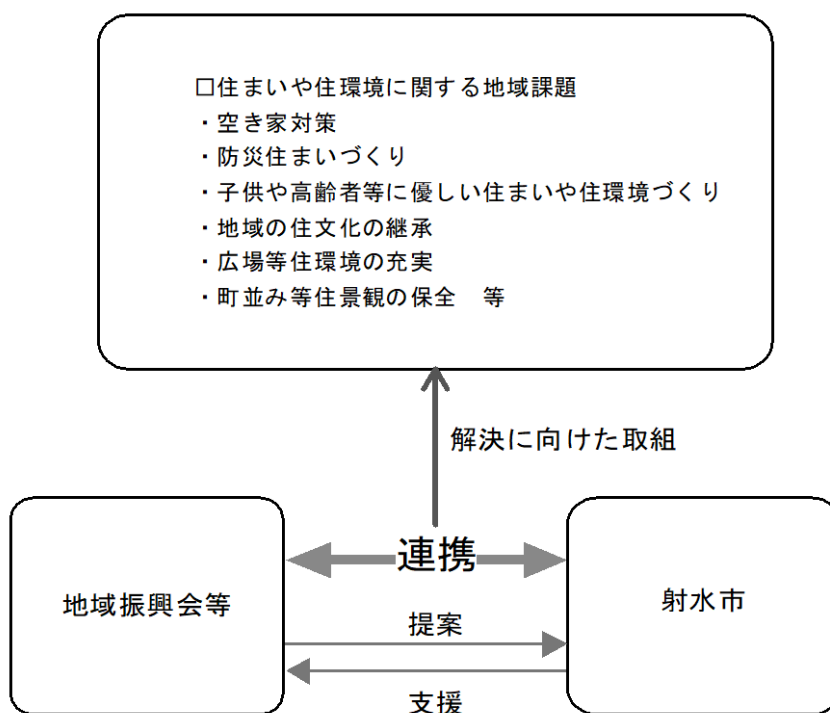 □住まいや住環境に関する地域課題
・空き家対策
・防災住まいづくり
・子供や高齢者等に優しい住まいや住環境づくり
・地域の住文化の継承
・広場等住環境の充実
・町並み等住景観の保全　等
解決に向けた取組
連携
地域振興会等
射水市
提案
支援